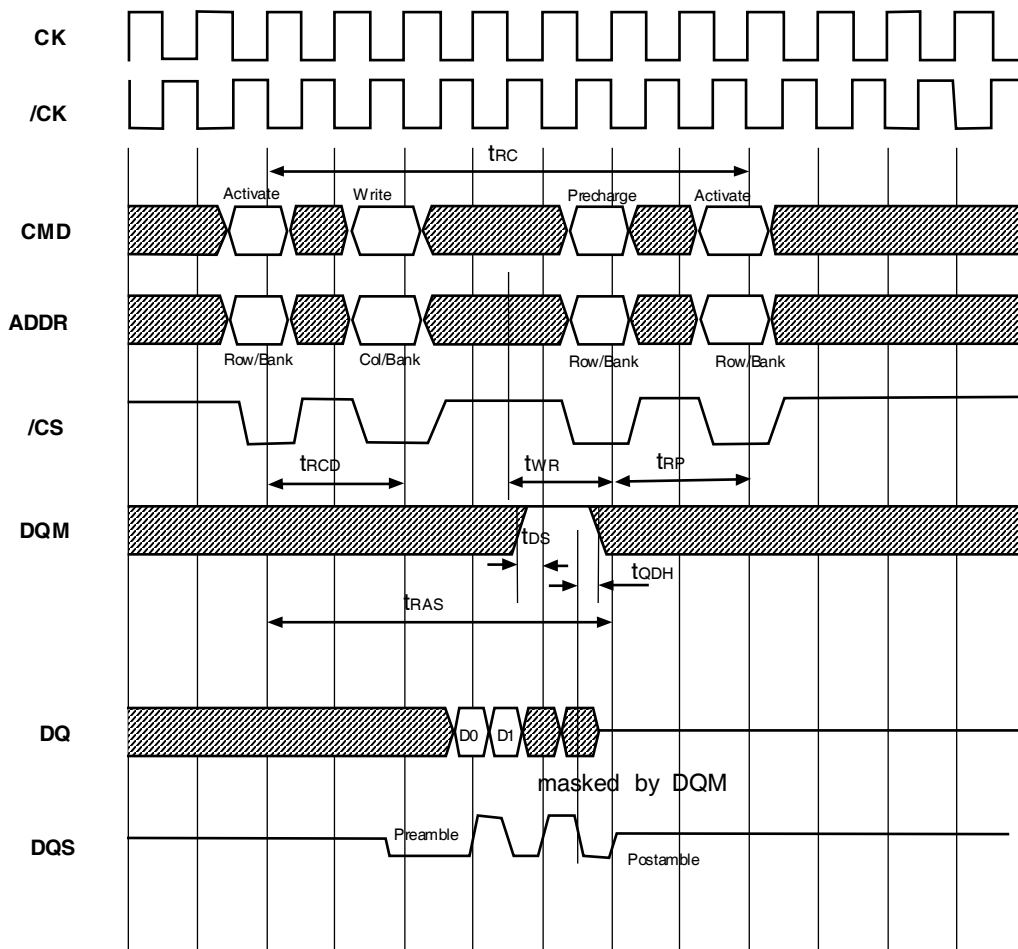 CK
/CK
tRC
Activate Write Precharge Activate
CMD
ADDR
Row/Bank Col/Bank Row/Bank Row/Bank
/CS
tRCD tWR tRP
DQM
tDS
tQDH
tRAS
DQ
D0 D1
masked by DQM
Preamble
DQS
Postamble